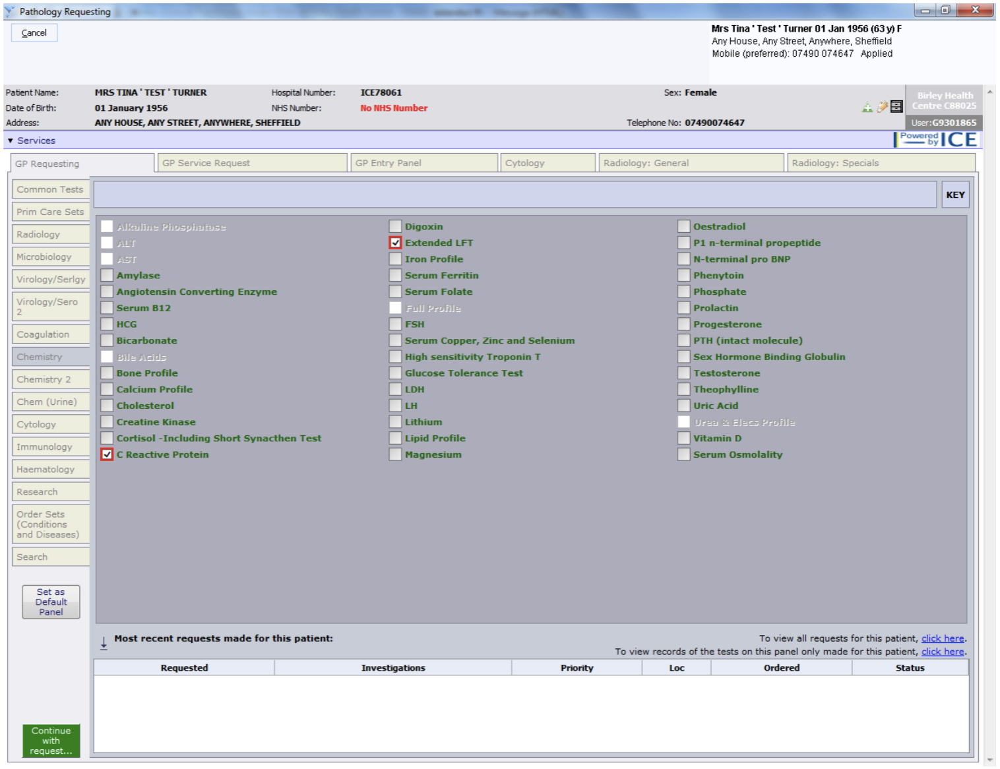 Pathology Requesting
Cancel
Mrs Tina ' Test ' Turner 01 Jan 1956 (63 y) F
Any House, Any Street, Anywhere, Sheffield
Mobile (preferred): 07490 074647 Applied
Patient Name: MRS TINA ' TEST ' TURNER Hospital Number: ICE78061 Sex: Female
Birley Health
Centre C88025
Date of Birth: 01 January 1956 NHS Number: No NHS Number
Address: ANY HOUSE, ANY STREET, ANYWHERE, SHEFFIELD Telephone No: 07490074647 User:G9301865
Services
Powered by ICE
GP Requesting GP Service Request GP Entry Panel Cytology Radiology: General Radiology: Specials
Common Tests
Prim Care Sets
Radiology
Microbiology
Virology/Serlgy
Virology/Sero
2
Coagulation
Chemistry
Chemistry 2
Chem (Urine)
Cytology
Immunology
Haematology
Research
Order Sets
(Conditions
and Diseases)
Search
Set as
Default
Panel
Continue
with
request...
KEY
Alkaline Phosphatase
ALT
AST
Amylase
Angiotensin Converting Enzyme
Serum B12
HCG
Bicarbonate
Bile Acids
Bone Profile
Calcium Profile
Cholesterol
Creatine Kinase
Cortisol -Including Short Synacthen Test
C Reactive Protein
Digoxin
Extended LFT
Iron Profile
Serum Ferritin
Serum Folate
Full Profile
FSH
Serum Copper, Zinc and Selenium
High sensitivity Troponin T
Glucose Tolerance Test
LDH
LH
Lithium
Lipid Profile
Magnesium
Oestradiol
P1 n-terminal propeptide
N-terminal pro BNP
Phenytoin
Phosphate
Prolactin
Progesterone
PTH (intact molecule)
Sex Hormone Binding Globulin
Testosterone
Theophylline
Uric Acid
Urea & Elecs Profile
Vitamin D
Serum Osmolality
Most recent requests made for this patient:
To view all requests for this patient, click here.
To view records of the tests on this panel only made for this patient, click here.
Requested Investigations Priority Loc Ordered Status